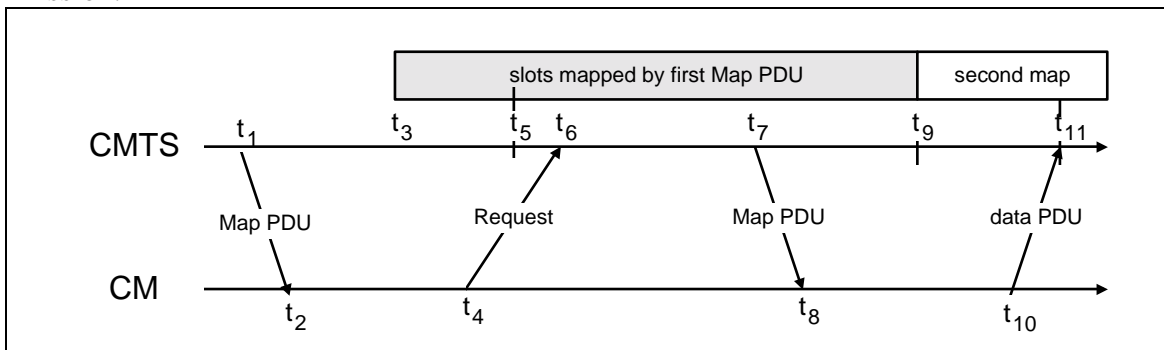 slots mapped by first Map PDU second map
t1 t3 t5 t6 t7 t9 t11
CMTS
Map PDU Request Map PDU data PDU
CM
t2 t4 t8 t10